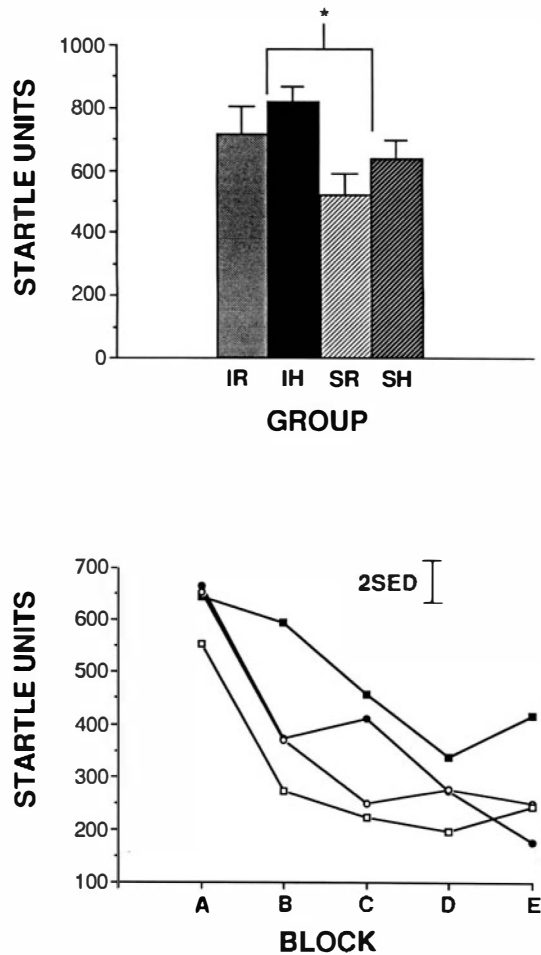 *
1000
800
600
400
200
0
STARTLE UNITS
IR IH SR SH
GROUP
700
600
500
400
300
200
100
STARTLE UNITS
2SED
A B C D E
BLOCK